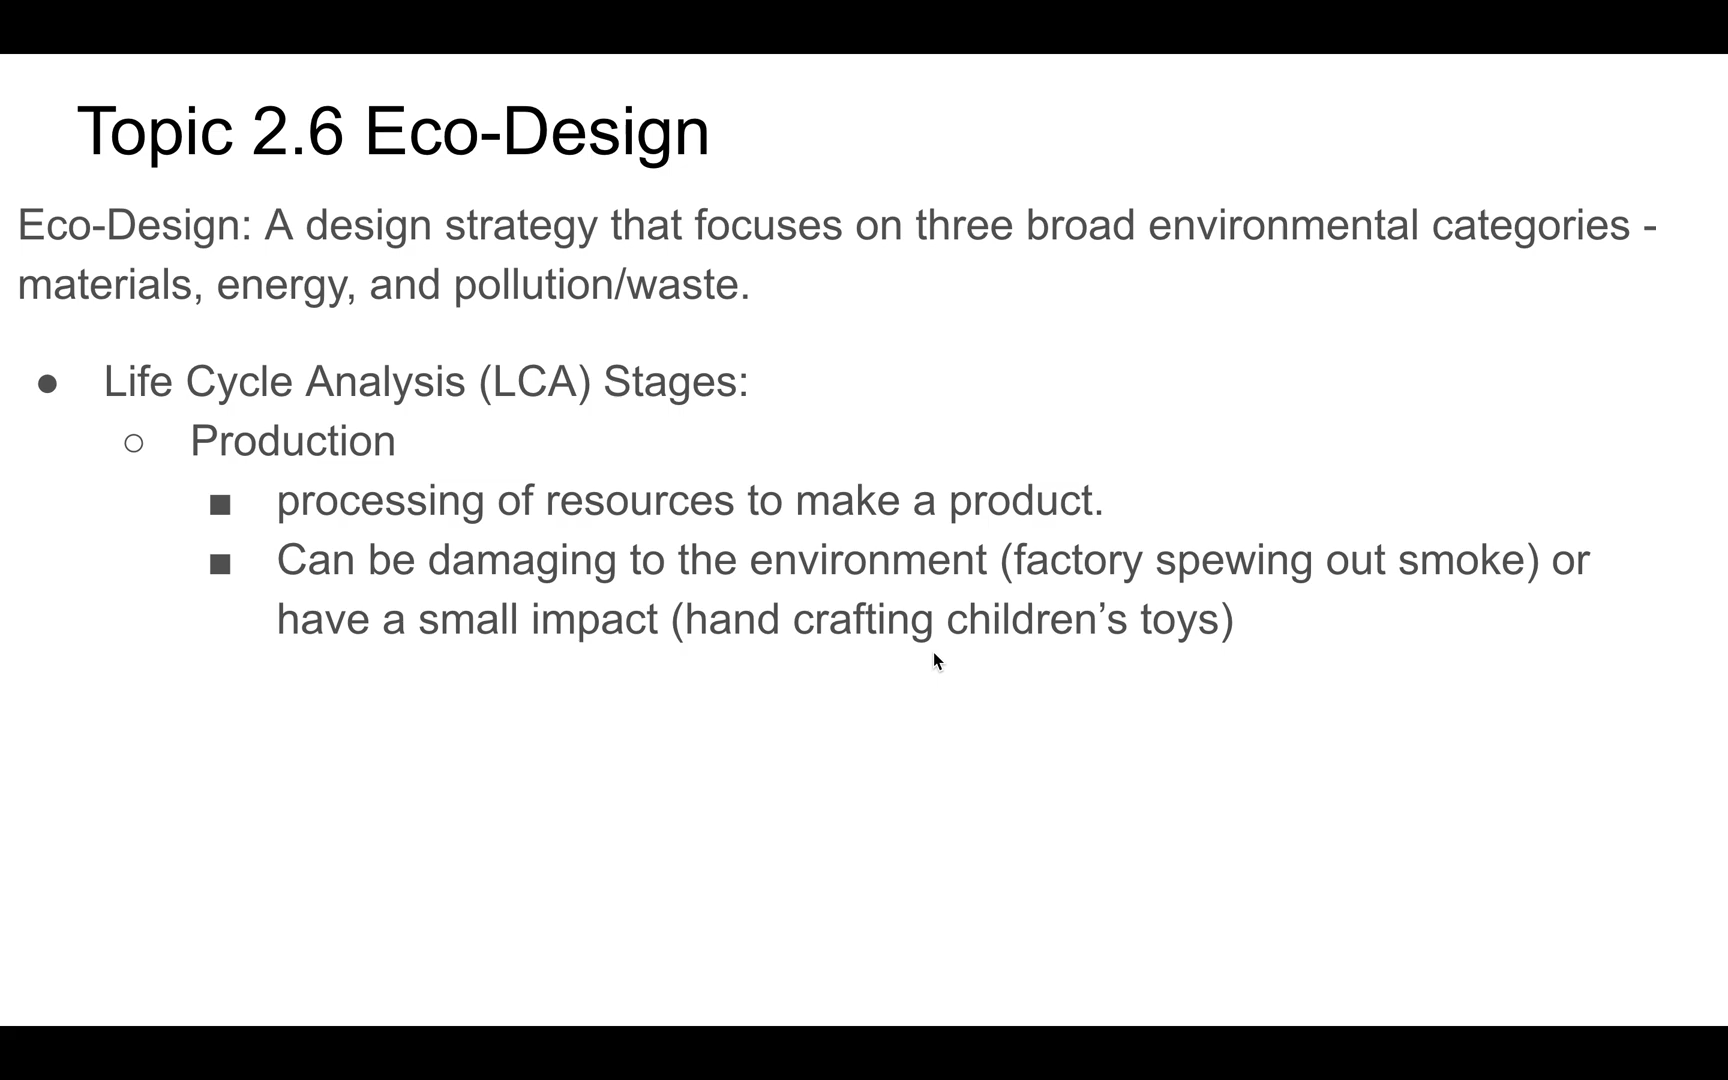 Topic 2.6 Eco-Design
Eco-Design: A design strategy that focuses on three broad environmental categories -
materials, energy, and pollution/waste.
● Life Cycle Analysis (LCA) Stages:
○ Production
■ processing of resources to make a product.
■ Can be damaging to the environment (factory spewing out smoke) or
have a small impact (hand crafting children’s toys)